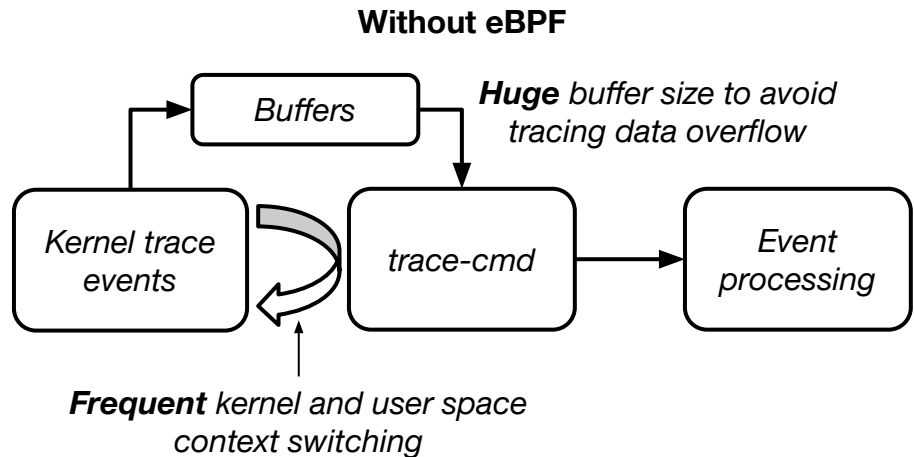 Without eBPF
Buffers
Huge buffer size to avoid
tracing data overflow
Kernel trace
events
trace-cmd
Event
processing
Frequent kernel and user space
context switching